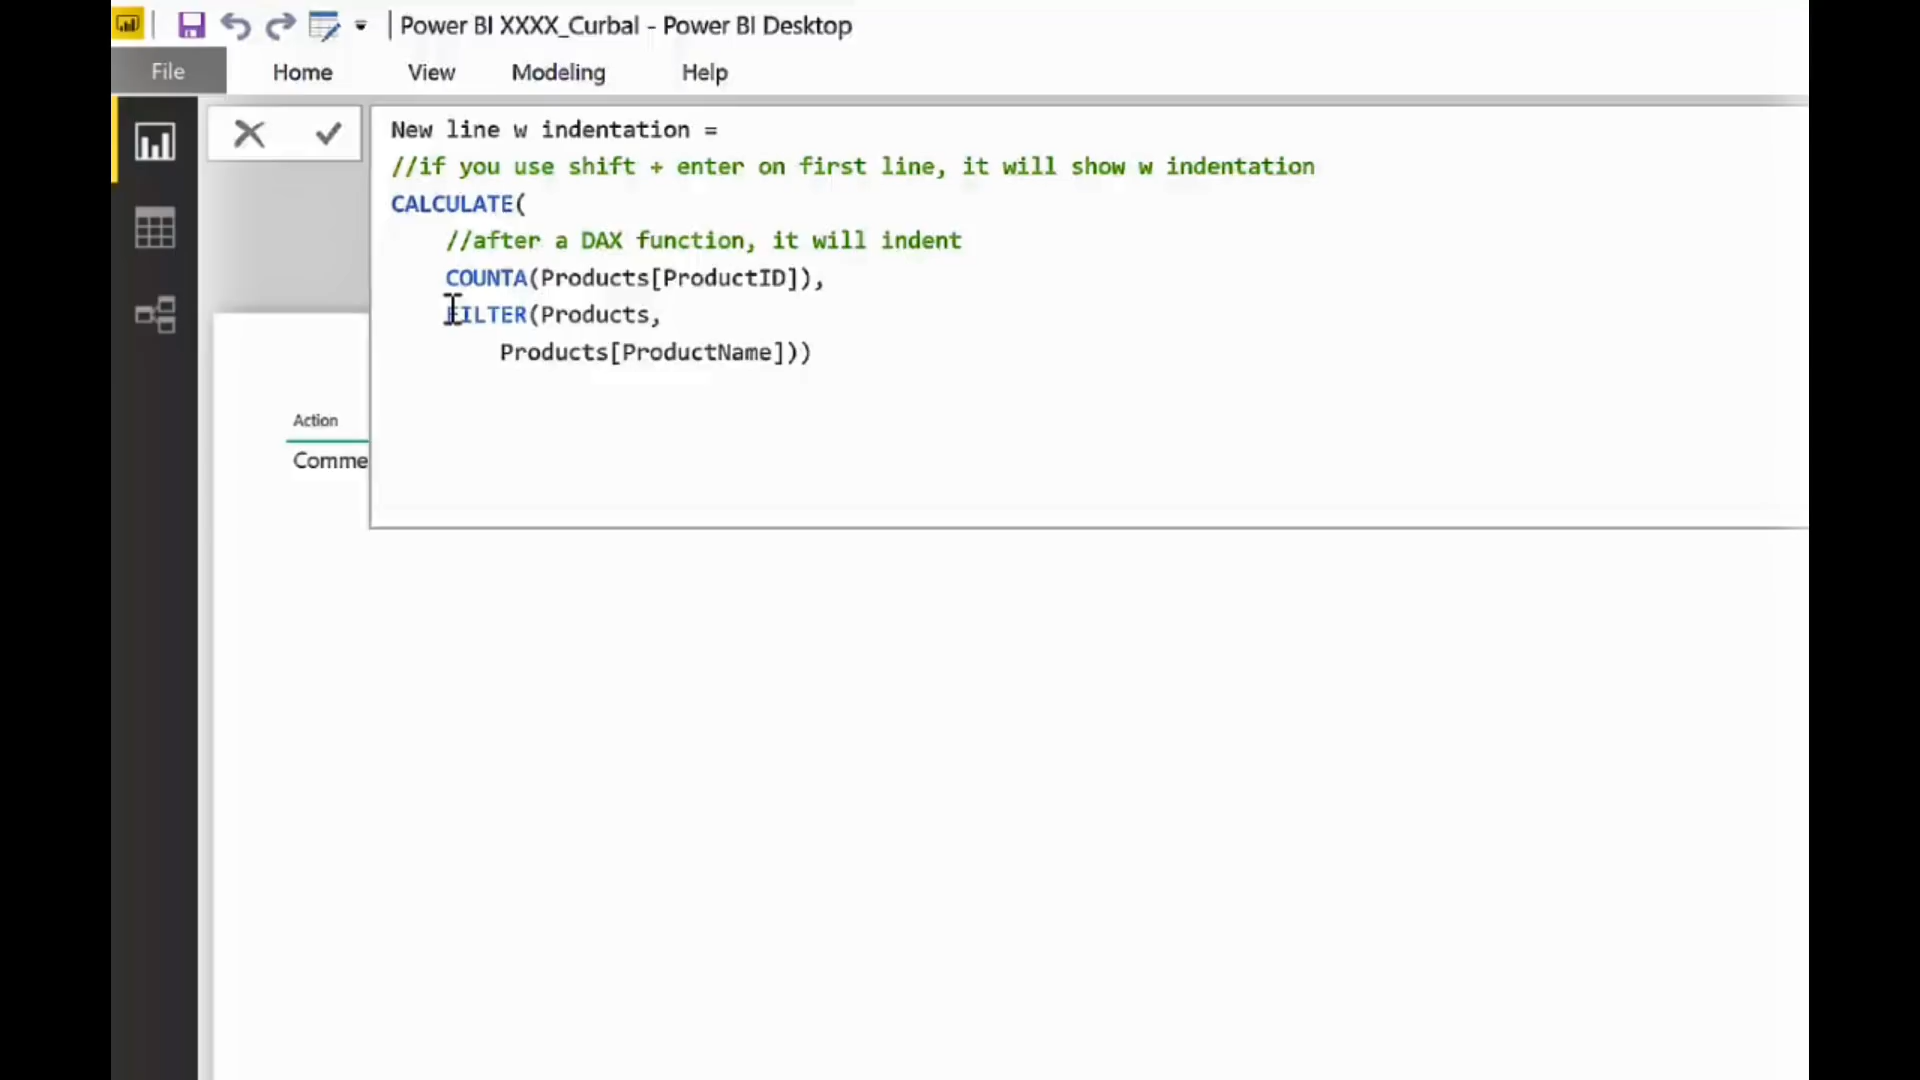 Power BI XXXX_Curbal - Power BI Desktop
File Home View Modeling Help
New line w indentation =
//if you use shift + enter on first line, it will show w indentation
CALCULATE(
//after a DAX function, it will indent
COUNTA(Products[ProductID]),
FILTER(Products,
Products[ProductName]))
Action
Comme